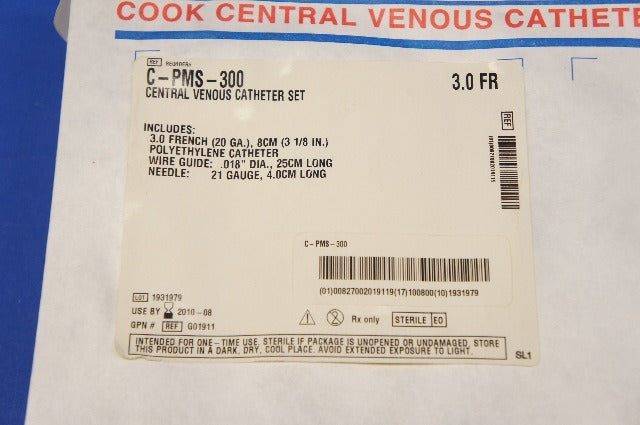 COOK CENTRAL VENOUS CATHETE
REF REORDER#
C-PMS-300
3.0 FR
CENTRAL VENOUS CATHETER SET
INCLUDES:
3.0 FRENCH (20 GA.), 8CM (3 1/8 IN.)
POLYETHYLENE CATHETER
WIRE GUIDE: .018" DIA., 25CM LONG
NEEDLE: 21 GAUGE, 4.0CM LONG
REF
C-PMS-300
(01)00827002019119(17)100800(10)1931979
LOT 1931979
USE BY 2010-08
GPN # REF G01911
Rx only STERILE EO
INTENDED FOR ONE-TIME USE. STERILE IF PACKAGE IS UNOPENED OR UNDAMAGED. STORE
THIS PRODUCT IN A DARK, DRY, COOL PLACE. AVOID EXTENDED EXPOSURE TO LIGHT.
SL1